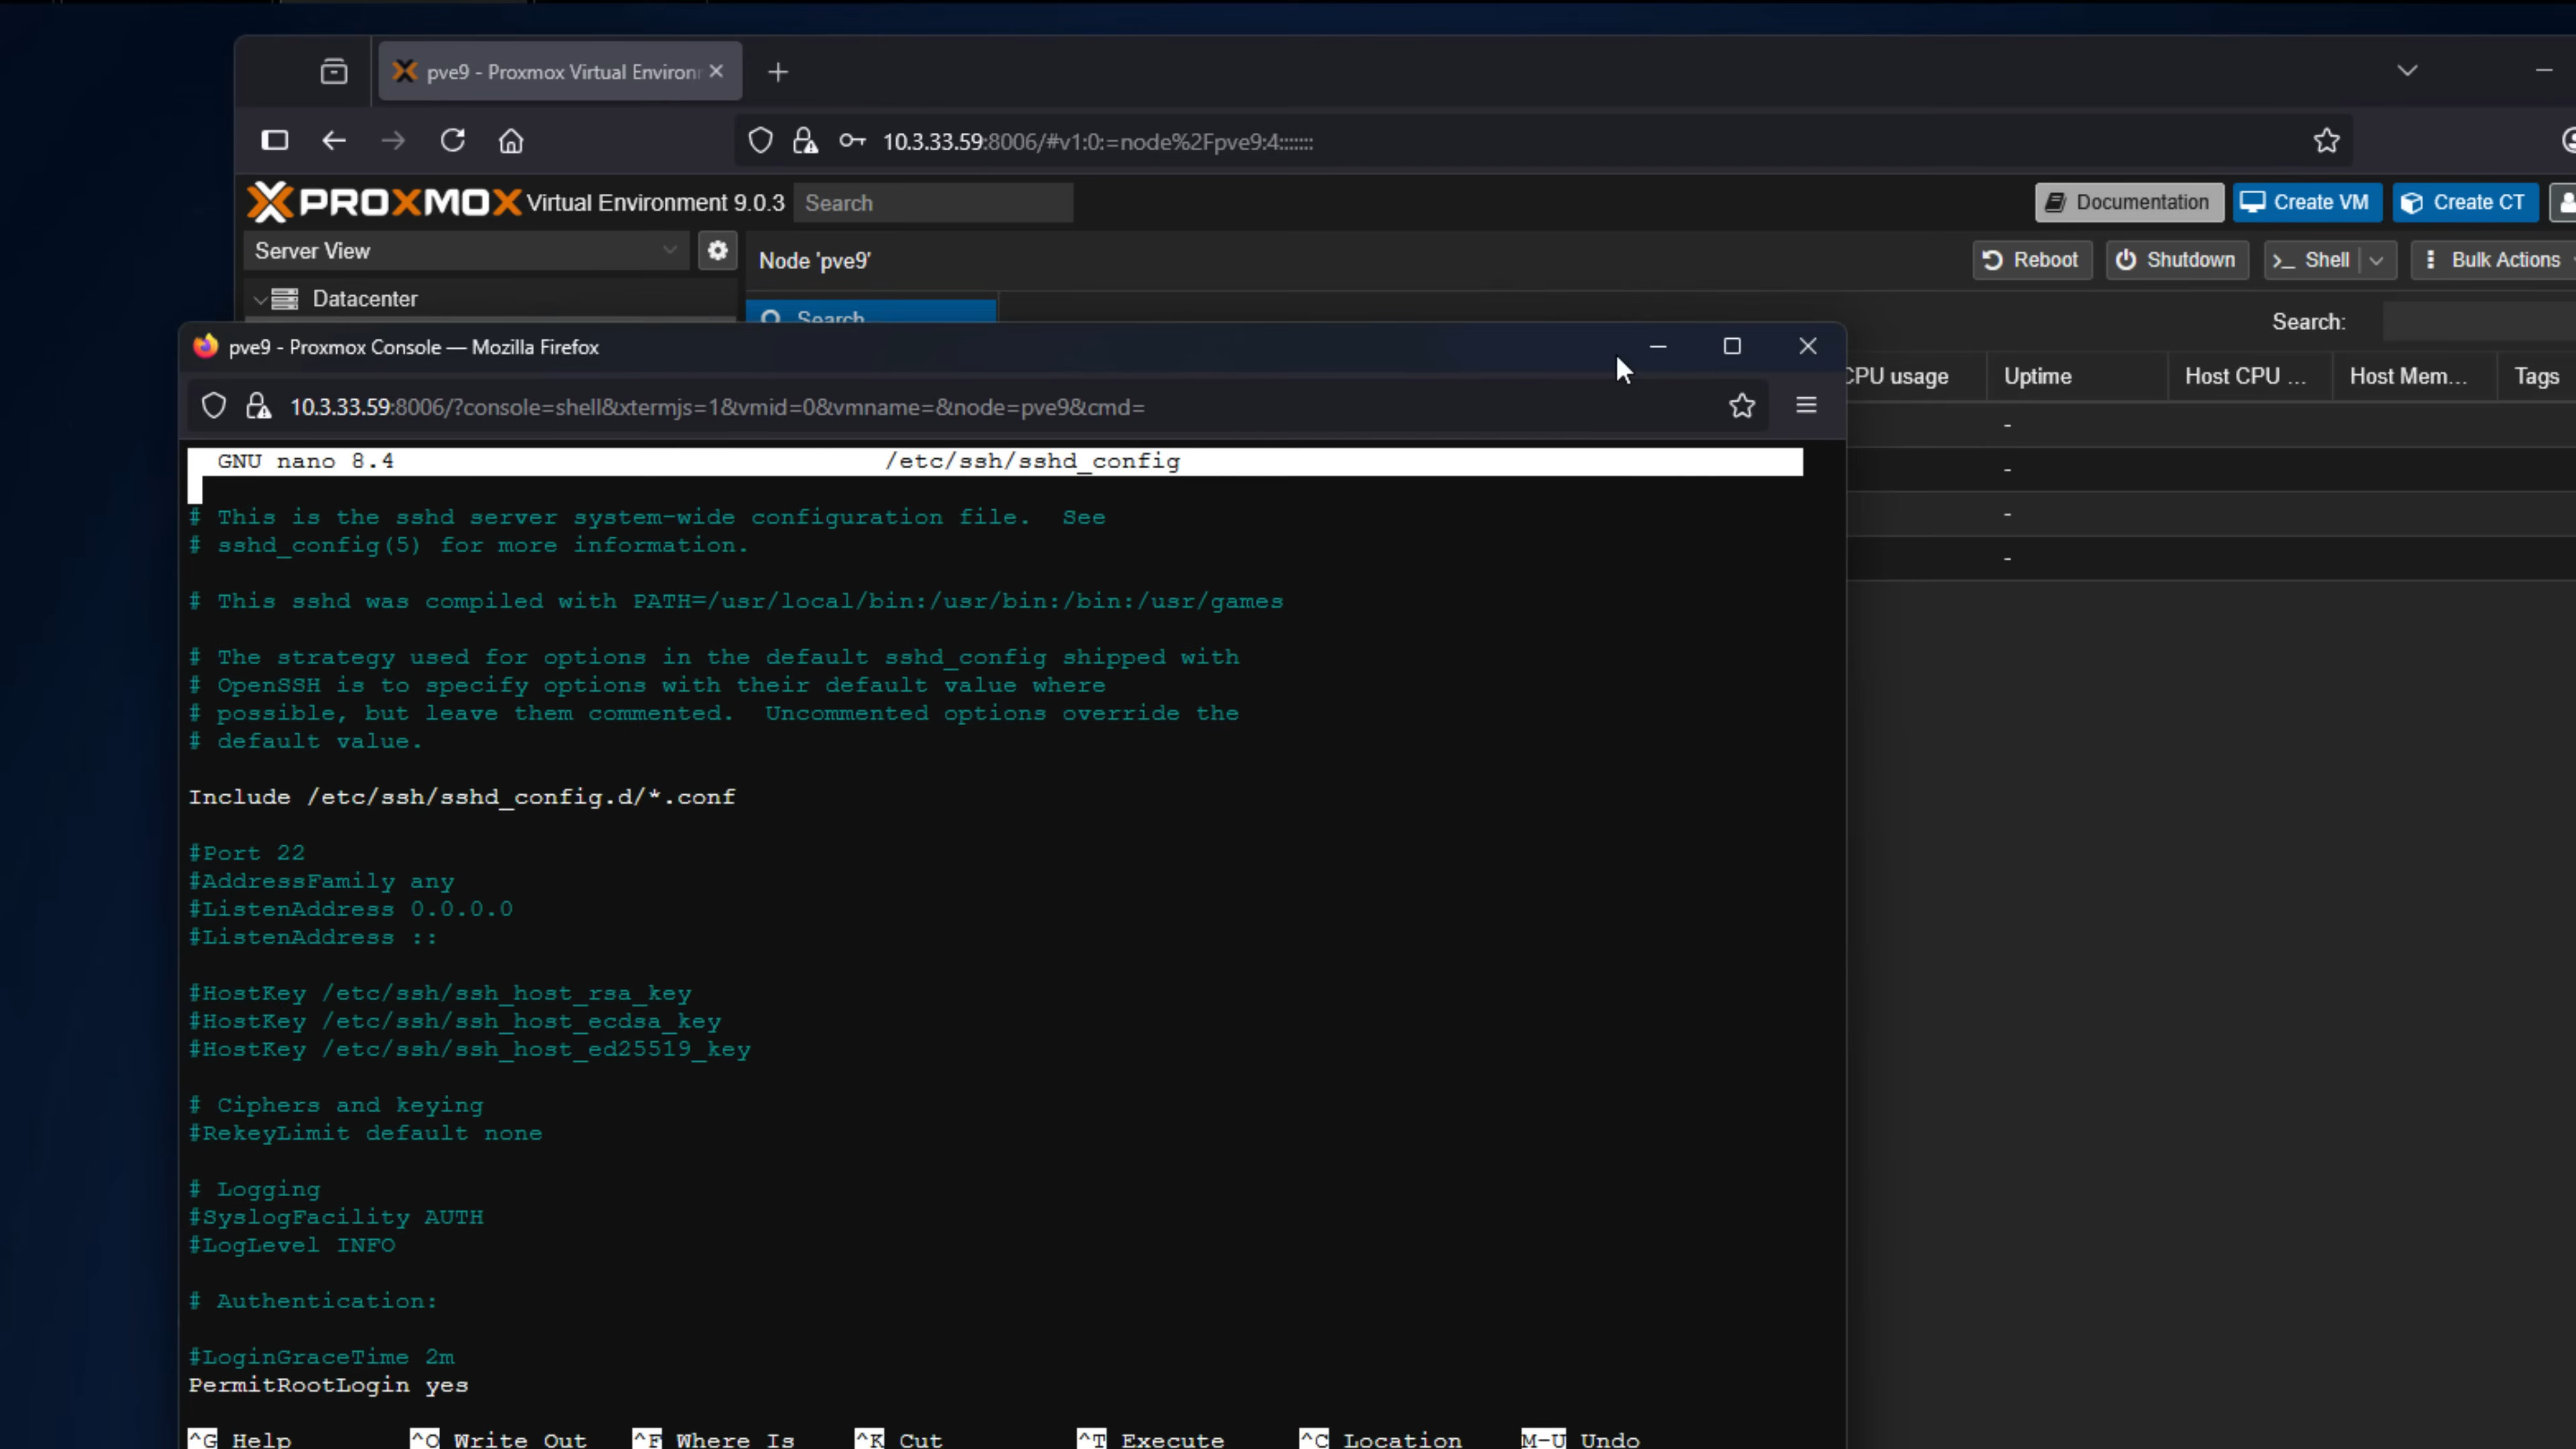 pve9 - Proxmox Virtual Environ
10.3.33.59:8006/#v1:0:=node%2Fpve9:4:::::::
PROXMOX Virtual Environment 9.0.3 Search
Documentation Create VM Create CT
Server View
Node 'pve9'
Reboot Shutdown >_ Shell Bulk Actions
Datacenter
Search
Search:
pve9 - Proxmox Console — Mozilla Firefox
CPU usage Uptime Host CPU ... Host Mem... Tags
10.3.33.59:8006/?console=shell&xtermjs=1&vmid=0&vmname=&node=pve9&cmd=
-
-
-
-
GNU nano 8.4 /etc/ssh/sshd_config
# This is the sshd server system-wide configuration file.  See
# sshd_config(5) for more information.
# This sshd was compiled with PATH=/usr/local/bin:/usr/bin:/bin:/usr/games
# The strategy used for options in the default sshd_config shipped with
# OpenSSH is to specify options with their default value where
# possible, but leave them commented.  Uncommented options override the
# default value.
Include /etc/ssh/sshd_config.d/*.conf
#Port 22
#AddressFamily any
#ListenAddress 0.0.0.0
#ListenAddress ::
#HostKey /etc/ssh/ssh_host_rsa_key
#HostKey /etc/ssh/ssh_host_ecdsa_key
#HostKey /etc/ssh/ssh_host_ed25519_key
# Ciphers and keying
#RekeyLimit default none
# Logging
#SyslogFacility AUTH
#LogLevel INFO
# Authentication:
#LoginGraceTime 2m
PermitRootLogin yes
^G Help ^O Write Out ^F Where Is ^K Cut ^T Execute ^C Location M-U Undo